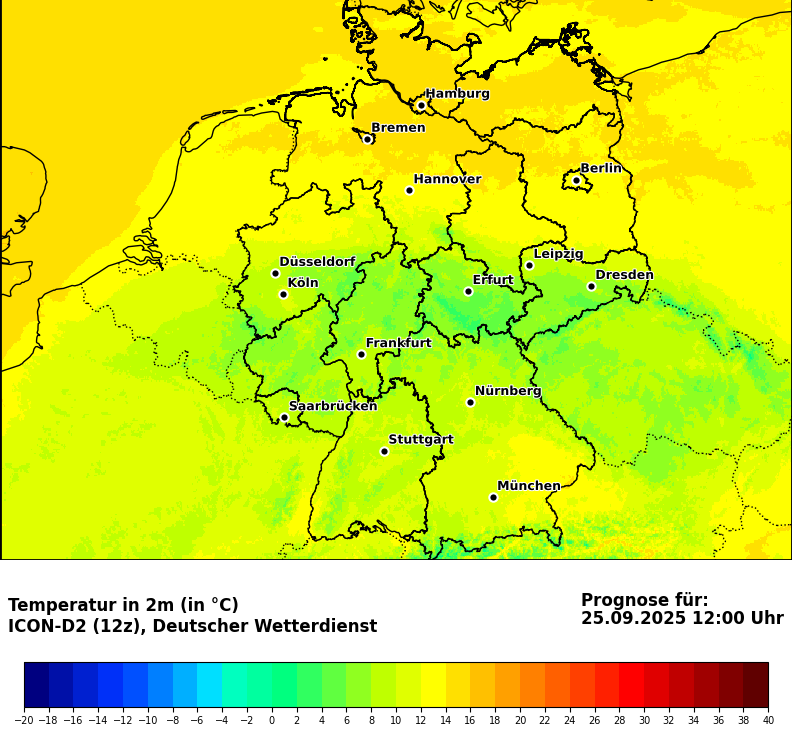 Hamburg
Bremen
Berlin
Hannover
Leipzig
Düsseldorf
Dresden
Köln
Erfurt
Frankfurt
Nürnberg
Saarbrücken
Stuttgart
München
Temperatur in 2m (in °C)
ICON-D2 (12z), Deutscher Wetterdienst
Prognose für:
25.09.2025 12:00 Uhr
−20 −18 −16 −14 −12 −10 −8 −6 −4 −2 0 2 4 6 8 10 12 14 16 18 20 22 24 26 28 30 32 34 36 38 40